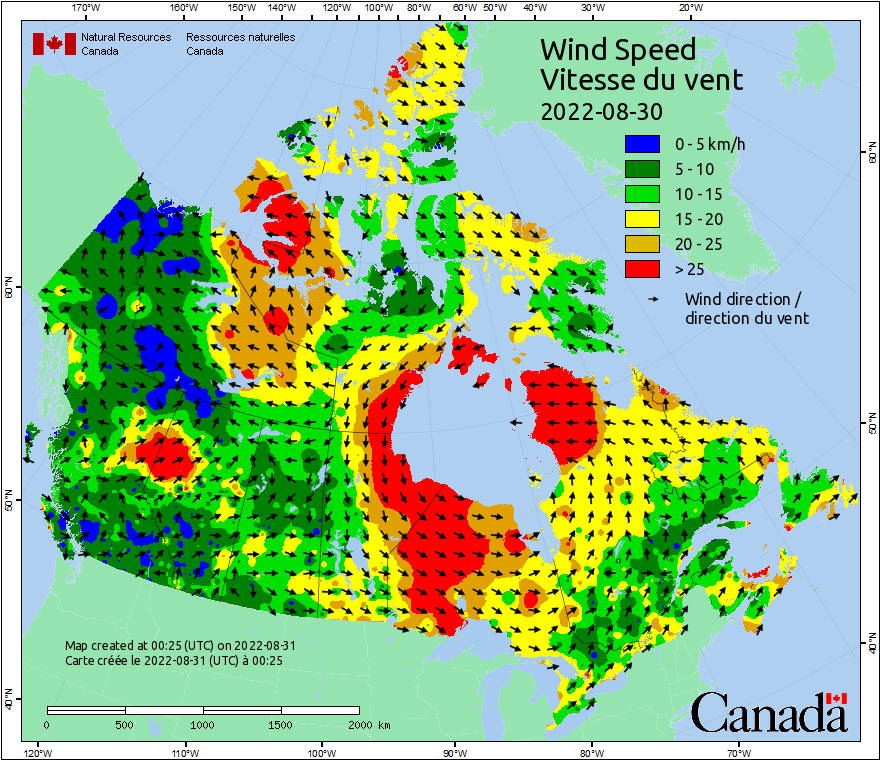 170°W 160°W 150°W 140°W 120°W 100°W 80°W 60°W 50°W 40°W 30°W 20°W
Natural Resources Ressources naturelles
Canada Canada
Wind Speed
Vitesse du vent
2022-08-30
0 - 5 km/h
5 - 10
10 - 15
15 - 20
20 - 25
> 25
Wind direction /
direction du vent
60°N
60°N
50°N
50°N
40°N
40°N
Map created at 00:25 (UTC) on 2022-08-31
Carte créée le 2022-08-31 (UTC) à 00:25
0 500 1000 1500 2000 km
Canada
120°W 110°W 100°W 90°W 80°W 70°W